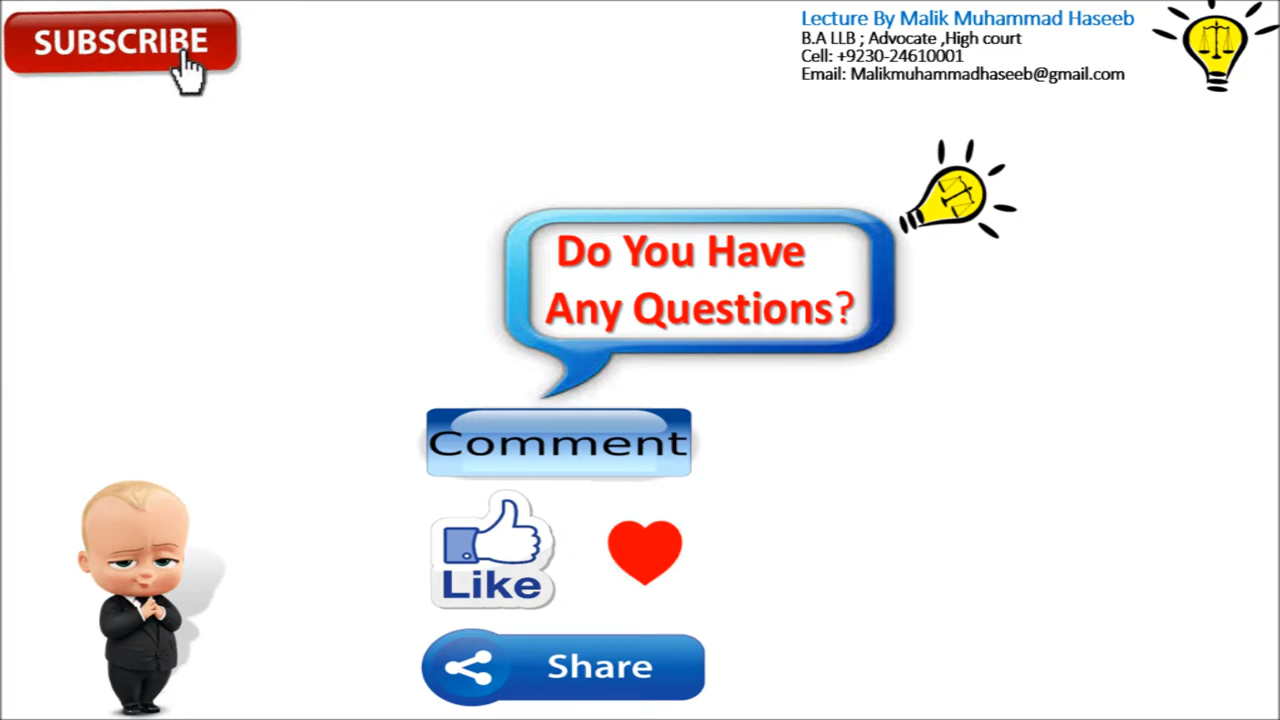 SUBSCRIBE
Lecture By Malik Muhammad Haseeb
B.A LLB ; Advocate ,High court
Cell: +9230-24610001
Email: Malikmuhammadhaseeb@gmail.com
Do You Have
Any Questions?
Comment
Like
Share